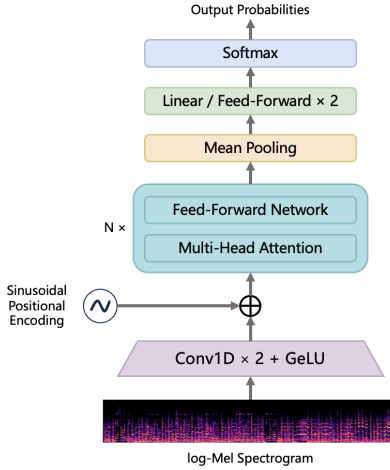 Output Probabilities
Softmax
Linear / Feed-Forward × 2
Mean Pooling
N ×
Feed-Forward Network
Multi-Head Attention
Sinusoidal
Positional
Encoding
Conv1D × 2 + GeLU
log-Mel Spectrogram